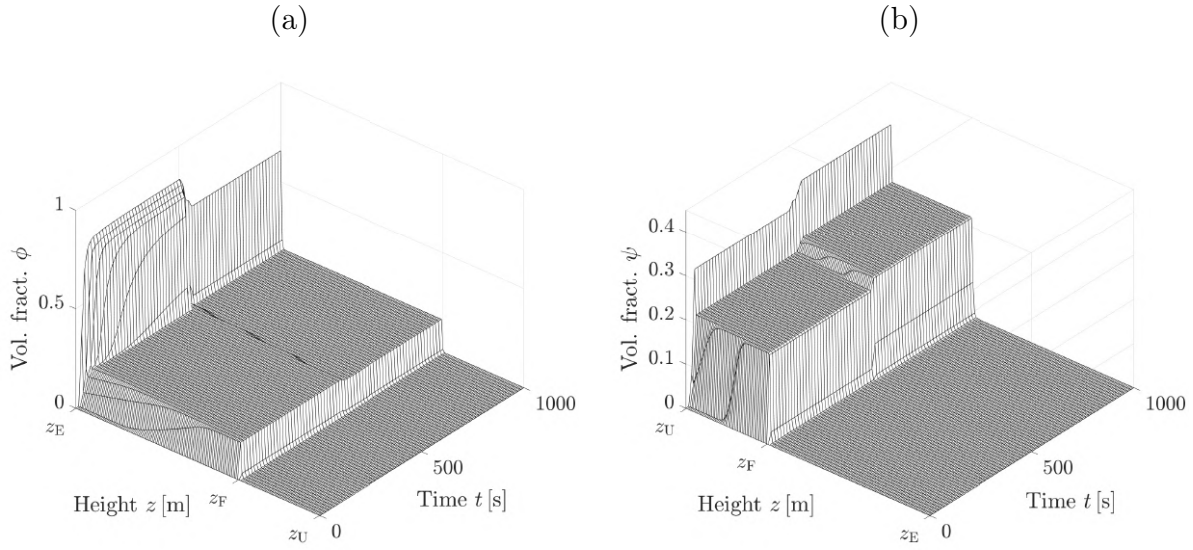 (a)
(b)
Vol. fract. ϕ
1
0.5
0
z_E
z_F
z_U
Height z [m]
0
500
1000
Time t [s]
Vol. fract. ψ
0.4
0.3
0.2
0.1
0
z_U
z_F
z_E
Height z [m]
0
500
1000
Time t [s]